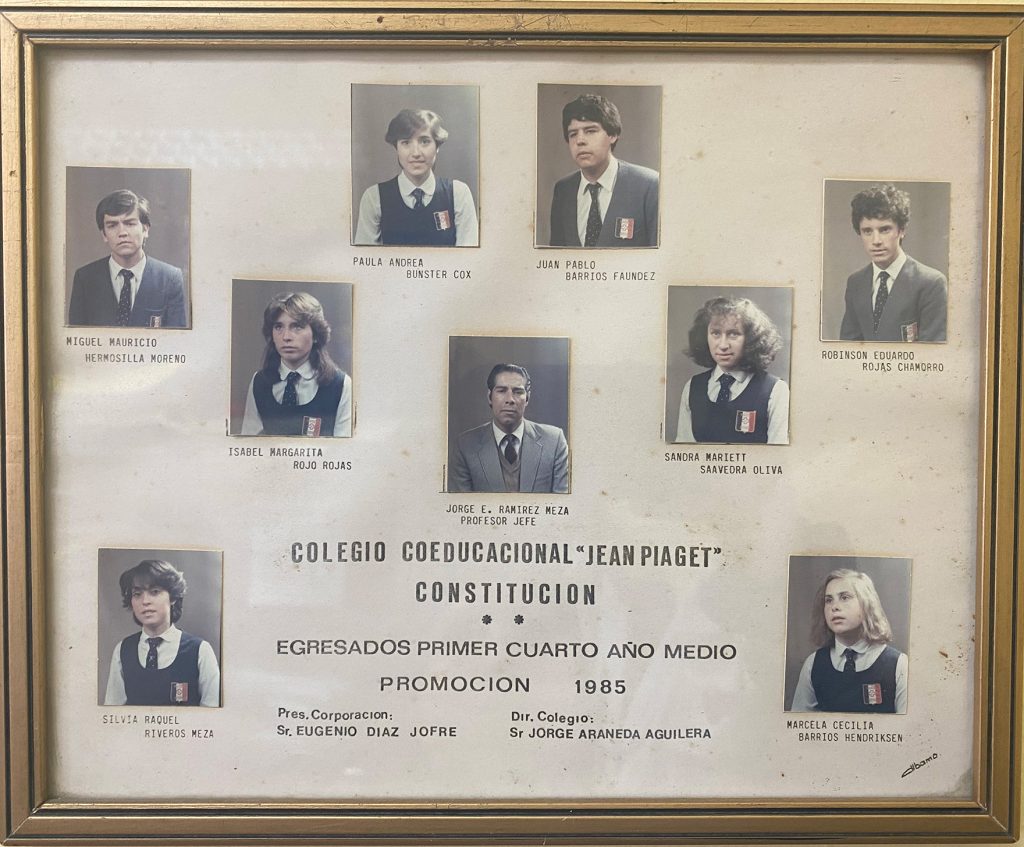 PAULA ANDREA
BUNSTER COX
JUAN PABLO
BARRIOS FAUNDEZ
MIGUEL MAURICIO
HERMOSILLA MORENO
ROBINSON EDUARDO
ROJAS CHAMORRO
ISABEL MARGARITA
ROJO ROJAS
SANDRA MARIETT
SAAVEDRA OLIVA
JORGE E. RAMIREZ MEZA
PROFESOR JEFE
COLEGIO COEDUCACIONAL "JEAN PIAGET"
CONSTITUCION
* *
EGRESADOS PRIMER CUARTO AÑO MEDIO
PROMOCION 1985
SILVIA RAQUEL
RIVEROS MEZA
Pres. Corporacion:
Sr. EUGENIO DIAZ JOFRE
Dir. Colegio:
Sr JORGE ARANEDA AGUILERA
MARCELA CECILIA
BARRIOS HENDRIKSEN